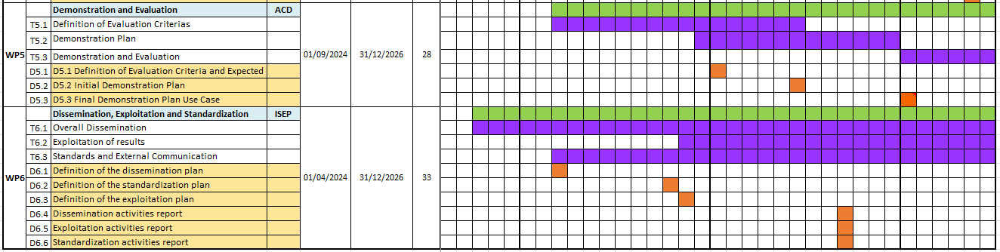 Demonstration and Evaluation ACD
T5.1 Definition of Evaluation Criterias
T5.2 Demonstration Plan
WP5 T5.3 Demonstration and Evaluation 01/09/2024 31/12/2026 28
D5.1 D5.1 Definition of Evaluation Criteria and Expected
D5.2 D5.2 Initial Demonstration Plan
D5.3 D5.3 Final Demonstration Plan Use Case
Dissemination, Exploitation and Standardization ISEP
T6.1 Overall Dissemination
T6.2 Exploitation of results
T6.3 Standards and External Communication
D6.1 Definition of the dissemination plan
WP6 D6.2 Definition of the standardization plan 01/04/2024 31/12/2026 33
D6.3 Definition of the exploitation plan
D6.4 Dissemination activities report
D6.5 Exploitation activities report
D6.6 Standardization activities report